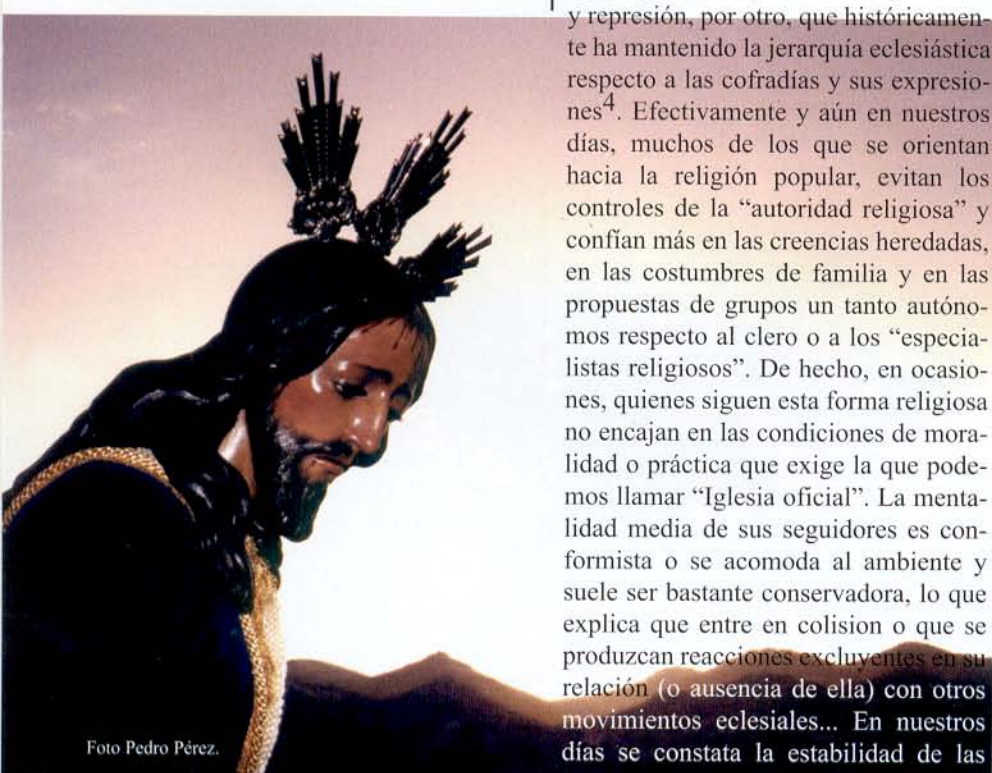 y represión, por otro, que históricamen-
te ha mantenido la jerarquía eclesiástica
respecto a las cofradías y sus expresio-
nes4. Efectivamente y aún en nuestros
días, muchos de los que se orientan
hacia la religión popular, evitan los
controles de la “autoridad religiosa” y
confían más en las creencias heredadas,
en las costumbres de familia y en las
propuestas de grupos un tanto autóno-
mos respecto al clero o a los “especia-
listas religiosos”. De hecho, en ocasio-
nes, quienes siguen esta forma religiosa
no encajan en las condiciones de mora-
lidad o práctica que exige la que pode-
mos llamar “Iglesia oficial”. La menta-
lidad media de sus seguidores es con-
formista o se acomoda al ambiente y
suele ser bastante conservadora, lo que
explica que entre en colision o que se
produzcan reacciones excluyentes en su
relación (o ausencia de ella) con otros
movimientos eclesiales... En nuestros
días se constata la estabilidad de las
Foto Pedro Pérez.